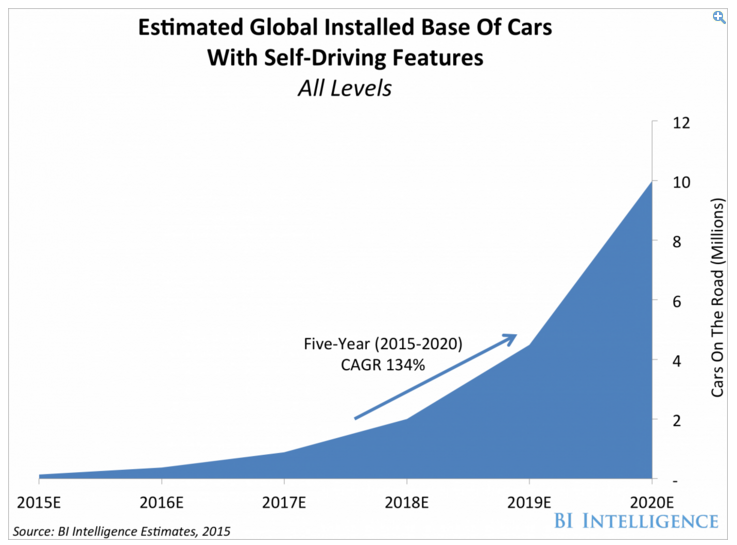 Estimated Global Installed Base Of Cars
With Self-Driving Features
All Levels
12
10
8
6
4
2
-
Cars On The Road (Millions)
Five-Year (2015-2020)
CAGR 134%
2015E 2016E 2017E 2018E 2019E 2020E
Source: BI Intelligence Estimates, 2015
BI INTELLIGENCE